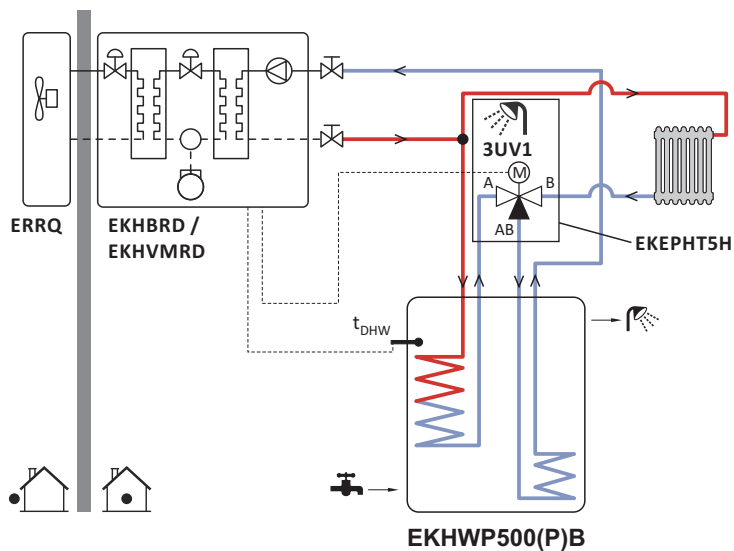 3UV1
M
A
B
AB
ERRQ
EKHBRD /
EKHVMRD
EKEPHT5H
tDHW
EKHWP500(P)B